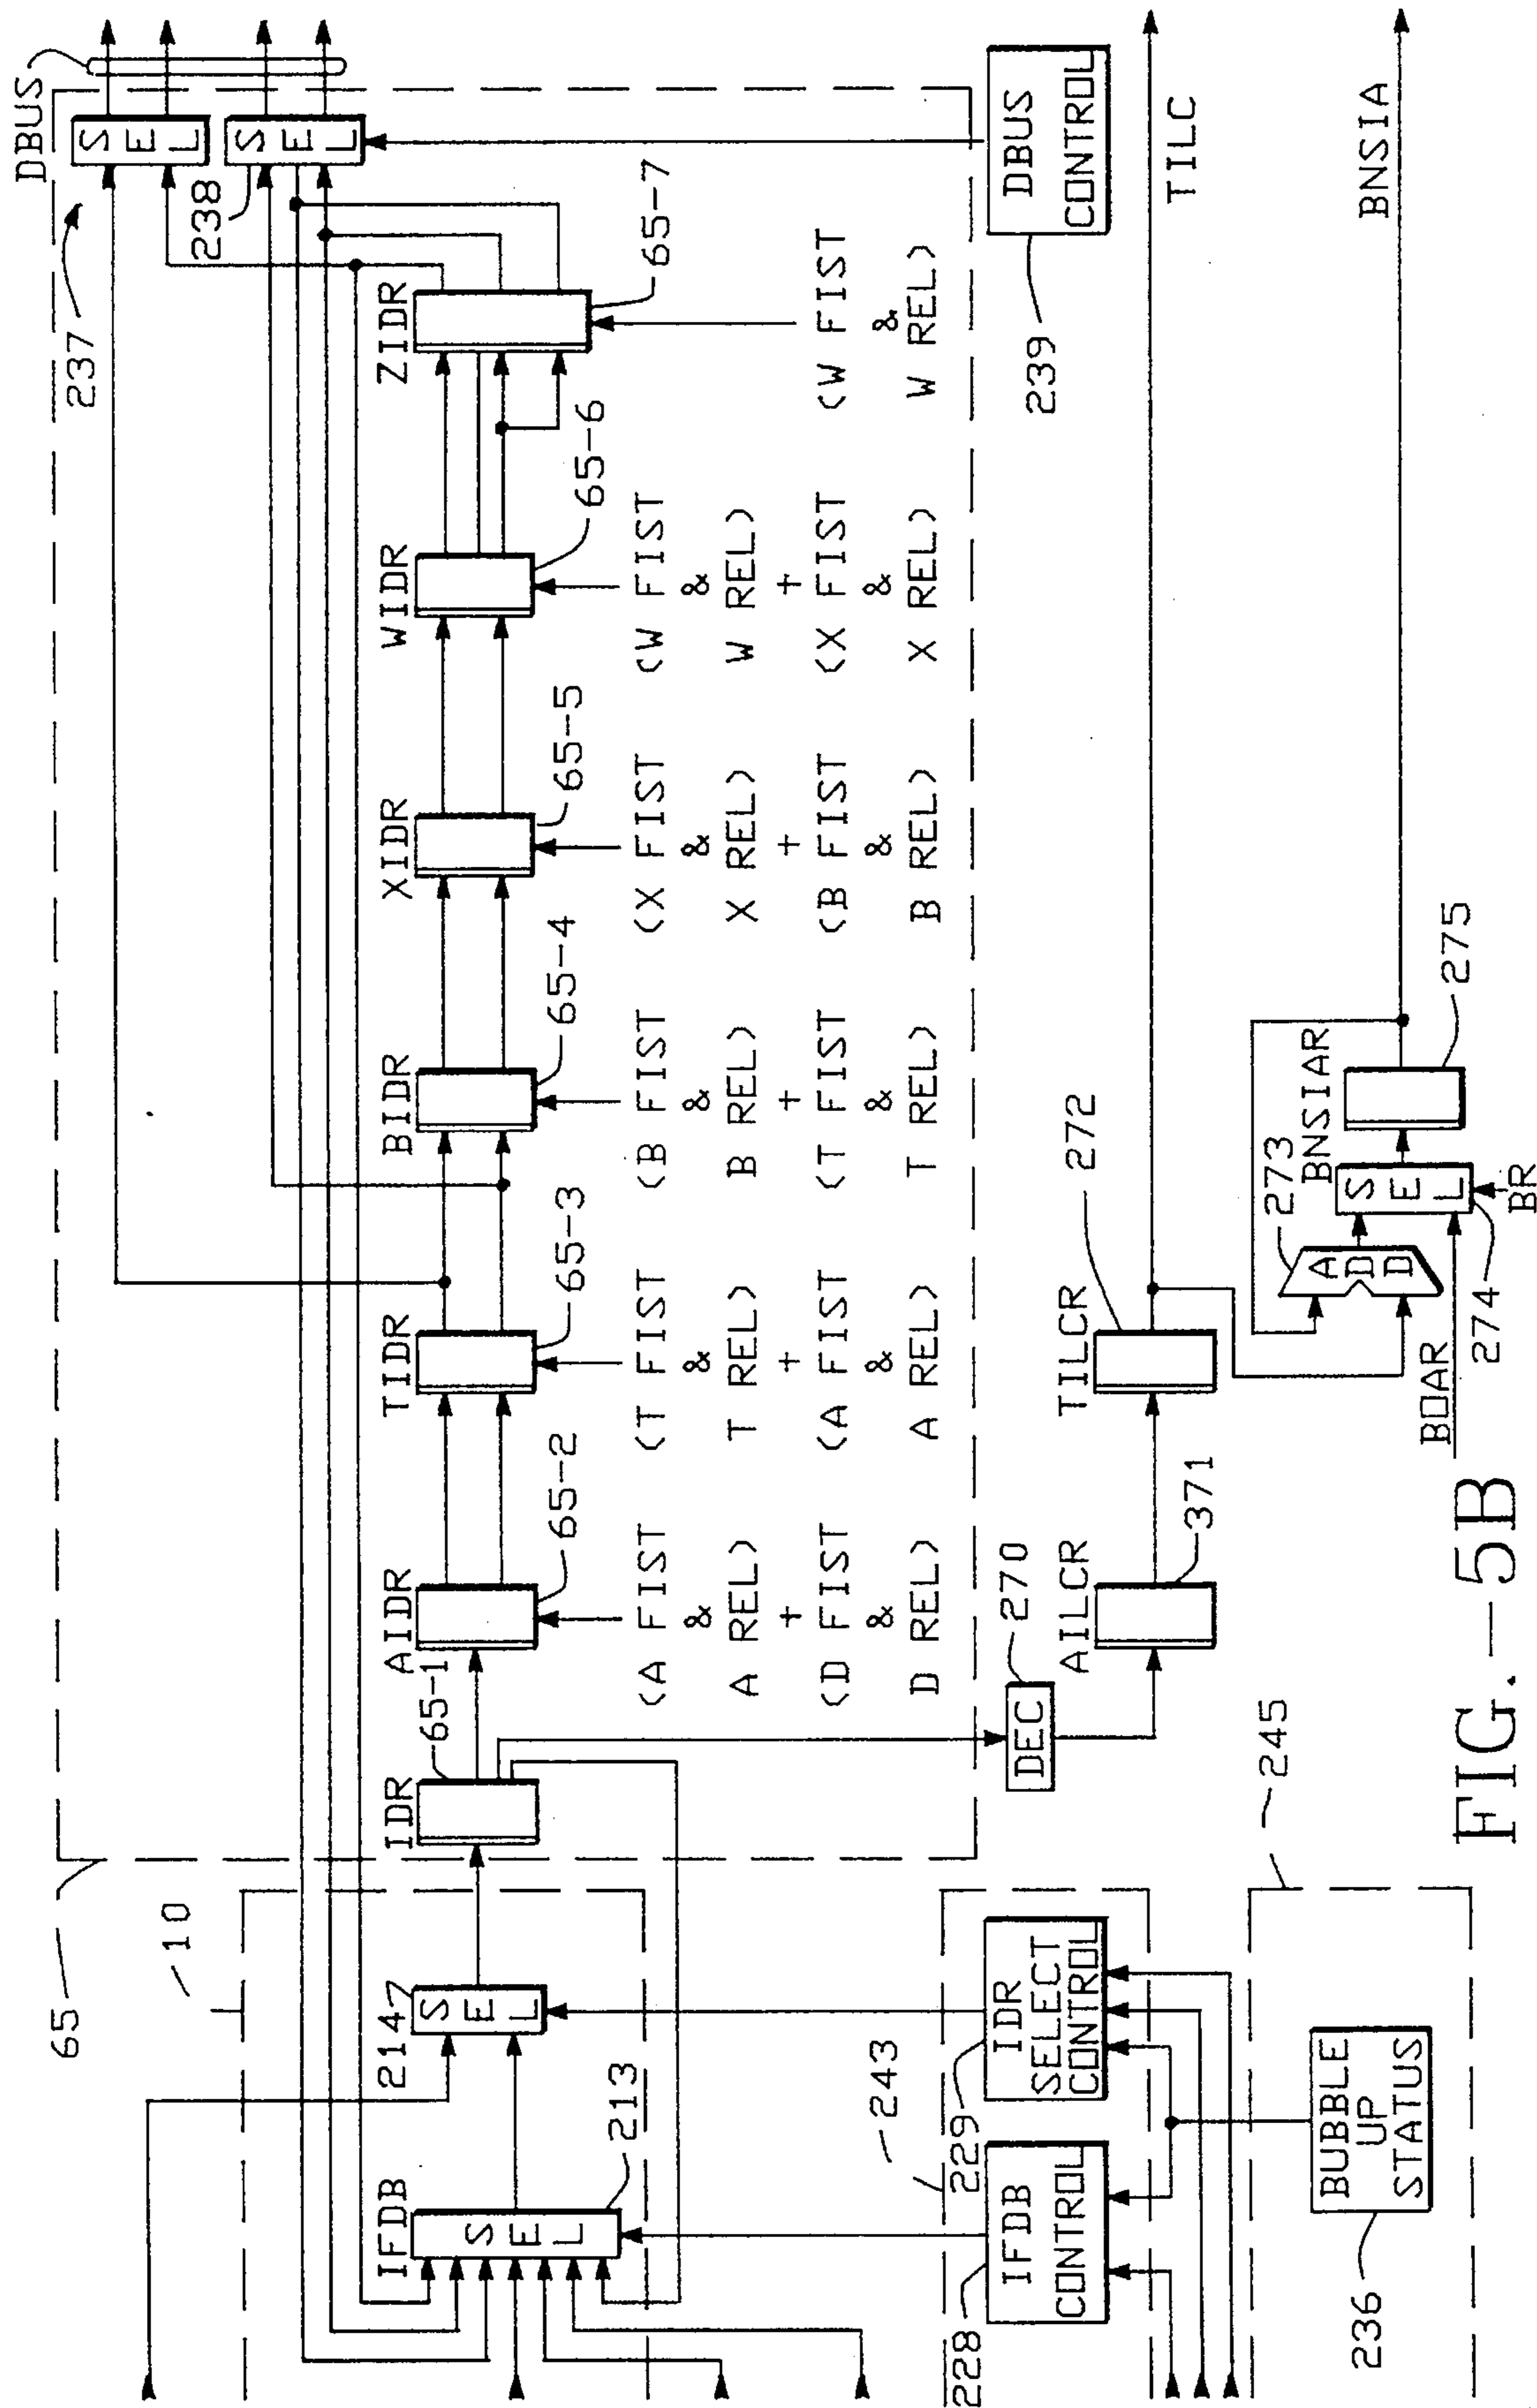 65
10
237
DBUS
S E L
238
S E L
IFDB
S E L
213
2147
S E L
IDR
65-1
AIDR
65-2
TIDR
65-3
BIDR
65-4
XIDR
65-5
WIDR
65-6
ZIDR
65-7
(A FIST
&
A REL)
+
(D FIST
&
D REL)
(T FIST
&
T REL)
+
(A FIST
&
A REL)
(B FIST
&
B REL)
+
(T FIST
&
T REL)
(X FIST
&
X REL)
+
(B FIST
&
B REL)
(W FIST
&
W REL)
+
(X FIST
&
X REL)
(W FIST
&
W REL)
243
228
IFDB
CONTROL
229
IDR
SELECT
CONTROL
DEC
270
239
DBUS
CONTROL
AILCR
371
TILCR
272
TILC
245
236
BUBBLE
UP
STATUS
273
ADD
BNSIAR
S E L
274
275
BOAR
BR
BNSIA
FIG.-5B